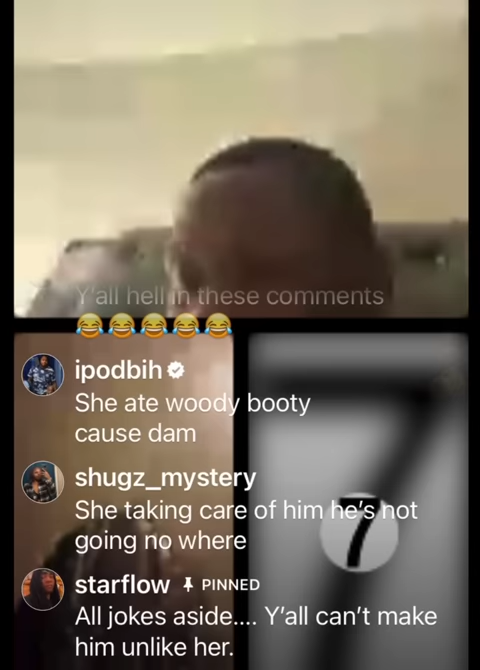 Y'all hell in these comments
😂😂😂😂😂
ipodbih
She ate woody booty
cause dam
shugz_mystery
She taking care of him he's not
going no where
starflow PINNED
All jokes aside.... Y'all can't make
him unlike her.
7